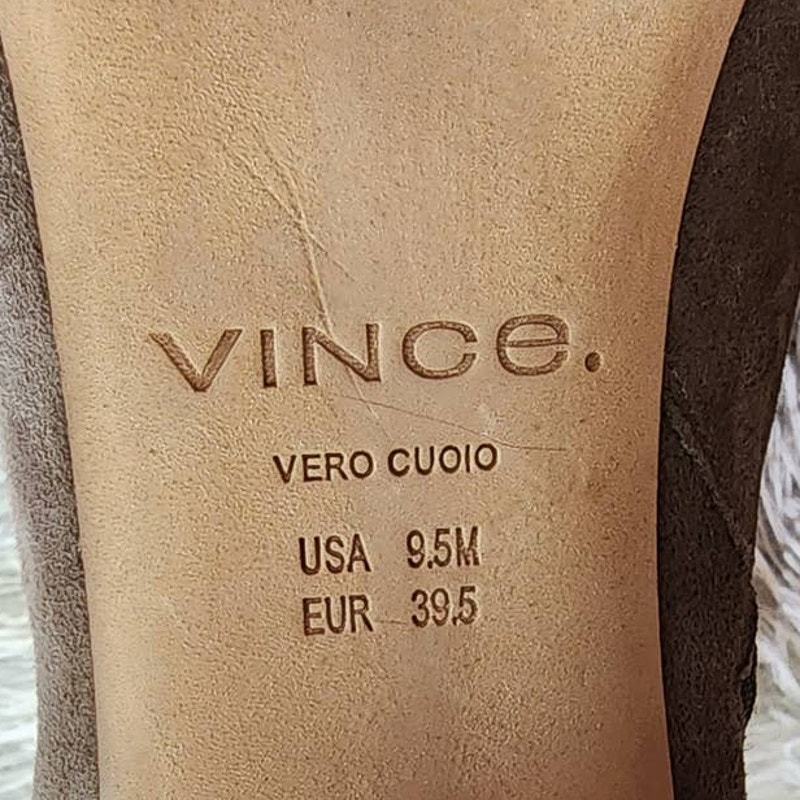 VINCE.
VERO CUOIO
USA 9.5M
EUR 39.5